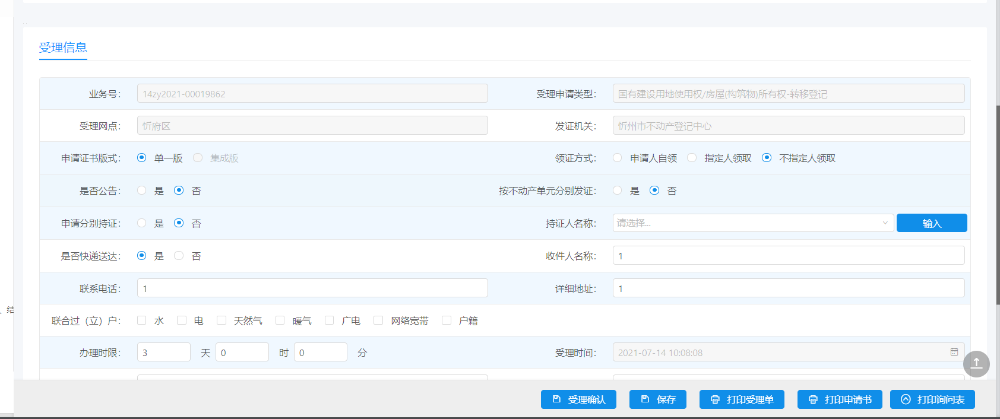 受理信息
业务号： 14zy2021-00019862 受理申请类型： 国有建设用地使用权/房屋(构筑物)所有权-转移登记
受理网点： 忻府区 发证机关： 忻州市不动产登记中心
申请证书版式： 单一版 集成版 领证方式： 申请人自领 指定人领取 不指定人领取
是否公告： 是 否 按不动产单元分别发证： 是 否
申请分别持证： 是 否 持证人名称： 请选择... 输入
是否快递送达： 是 否 收件人名称： 1
联系电话： 1 详细地址： 1
、结
联合过（立）户： 水 电 天然气 暖气 广电 网络宽带 户籍
办理时限： 3 天 0 时 0 分 受理时间： 2021-07-14 10:08:08
受理确认 保存 打印受理单 打印申请书 打印询问表